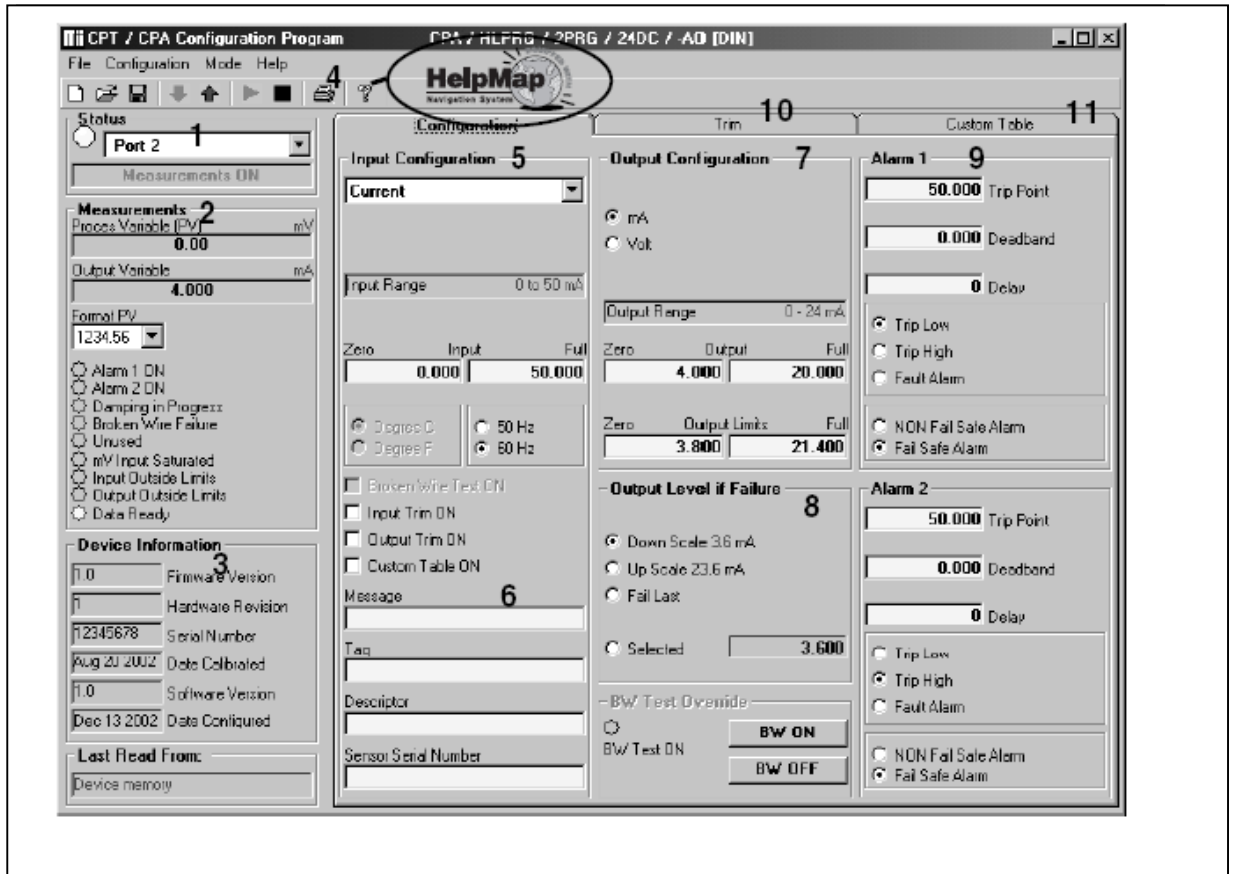 CPT / CPA Configuration Program CPA / HLPRG / 2PRG / 24DC / -AO [DIN]
File Configuration Mode Help
4
HelpMap
Navigation System
Status
1
Port 2
Measurements ON
Measurements 2
Proces Variable (PV) mV
0.00
Output Variable mA
4.000
Format PV
1234.56
Alarm 1 ON
Alarm 2 ON
Damping in Progress
Broken Wire Failure
Unused
mV Input Saturated
Input Outside Limits
Output Outside Limits
Data Ready
Device Information
3
1.0 Firmware Version
1 Hardware Revision
12345678 Serial Number
Aug 20 2002 Date Calibrated
1.0 Software Version
Dec 13 2002 Date Configured
Last Read From:
Device memory
Configuration
Trim 10
Custom Table 11
Input Configuration 5
Current
Input Range 0 to 50 mA
Zero Input Full
0.000 50.000
Degree C
Degree F
50 Hz
60 Hz
Broken Wire Test ON
Input Trim ON
Output Trim ON
Custom Table ON
Message 6
Tag
Descriptor
Sensor Serial Number
Output Configuration 7
mA
Volt
Output Range 0 - 24 mA
Zero Output Full
4.000 20.000
Zero Output Limits Full
3.800 21.400
Output Level if Failure
8
Down Scale 3.6 mA
Up Scale 23.6 mA
Fail Last
Selected 3.600
BW Test Override
BW Test ON
BW ON
BW OFF
Alarm 1 9
50.000 Trip Point
0.000 Deadband
0 Delay
Trip Low
Trip High
Fault Alarm
NON Fail Safe Alarm
Fail Safe Alarm
Alarm 2
50.000 Trip Point
0.000 Deadband
0 Delay
Trip Low
Trip High
Fault Alarm
NON Fail Safe Alarm
Fail Safe Alarm